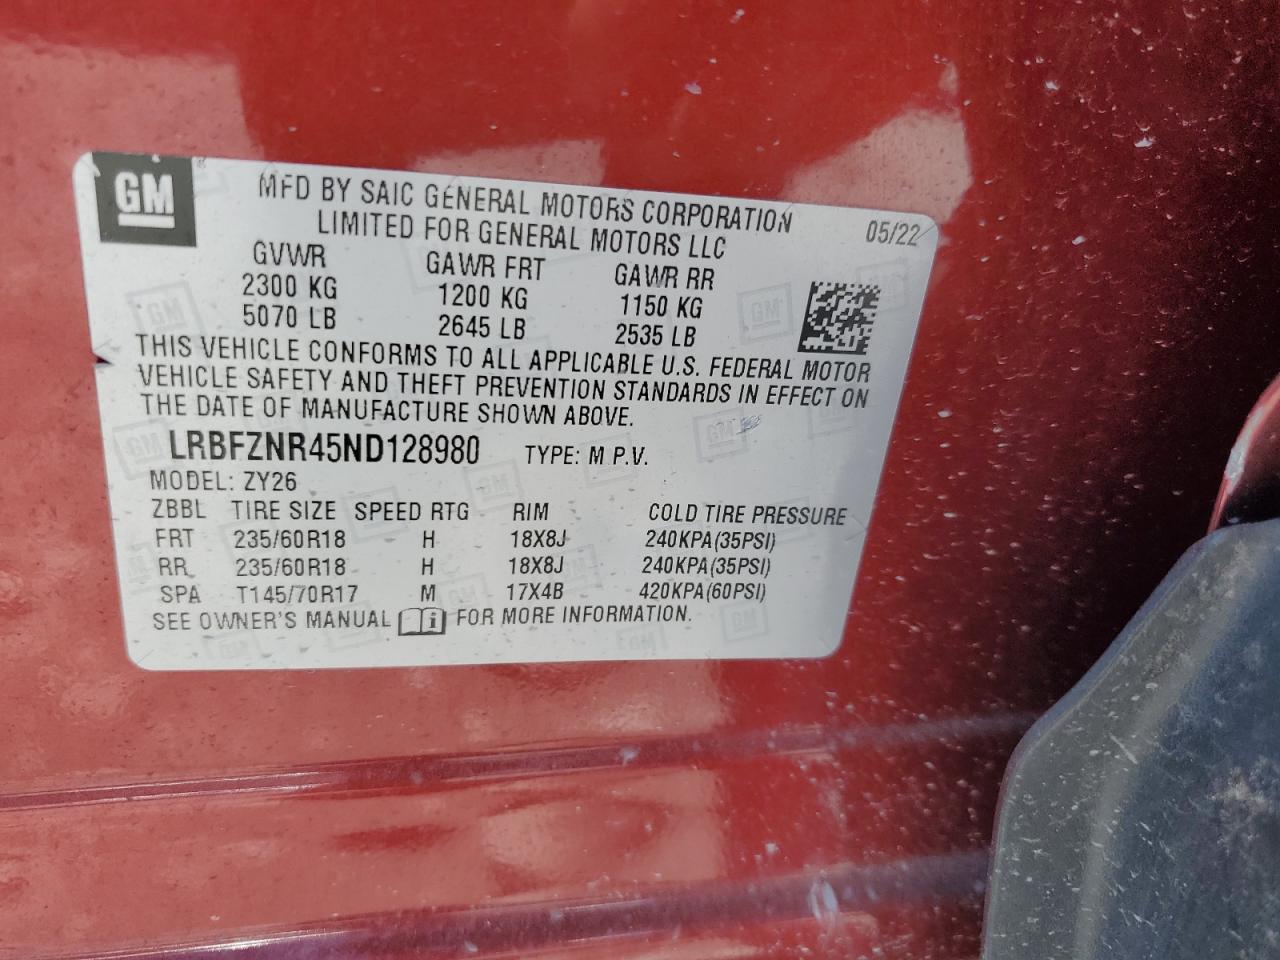 GM
MFD BY SAIC GENERAL MOTORS CORPORATION
LIMITED FOR GENERAL MOTORS LLC
05/22
GVWR GAWR FRT GAWR RR
2300 KG 1200 KG 1150 KG
5070 LB 2645 LB 2535 LB
THIS VEHICLE CONFORMS TO ALL APPLICABLE U.S. FEDERAL MOTOR
VEHICLE SAFETY AND THEFT PREVENTION STANDARDS IN EFFECT ON
THE DATE OF MANUFACTURE SHOWN ABOVE.
LRBFZNR45ND128980 TYPE: M P.V.
MODEL: ZY26
ZBBL TIRE SIZE SPEED RTG RIM COLD TIRE PRESSURE
FRT 235/60R18 H 18X8J 240KPA(35PSI)
RR 235/60R18 H 18X8J 240KPA(35PSI)
SPA T145/70R17 M 17X4B 420KPA(60PSI)
SEE OWNER'S MANUAL i FOR MORE INFORMATION.